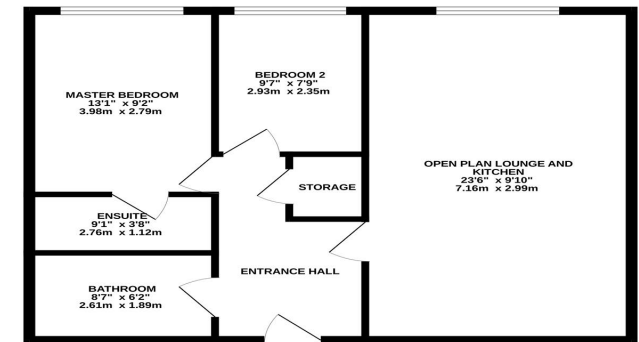 MASTER BEDROOM
13'1" x 9'2"
3.98m x 2.79m
BEDROOM 2
9'7" x 7'9"
2.93m x 2.35m
OPEN PLAN LOUNGE AND
KITCHEN
23'6" x 9'10"
7.16m x 2.99m
STORAGE
ENSUITE
9'1" x 3'8"
2.76m x 1.12m
ENTRANCE HALL
BATHROOM
8'7" x 6'2"
2.61m x 1.89m